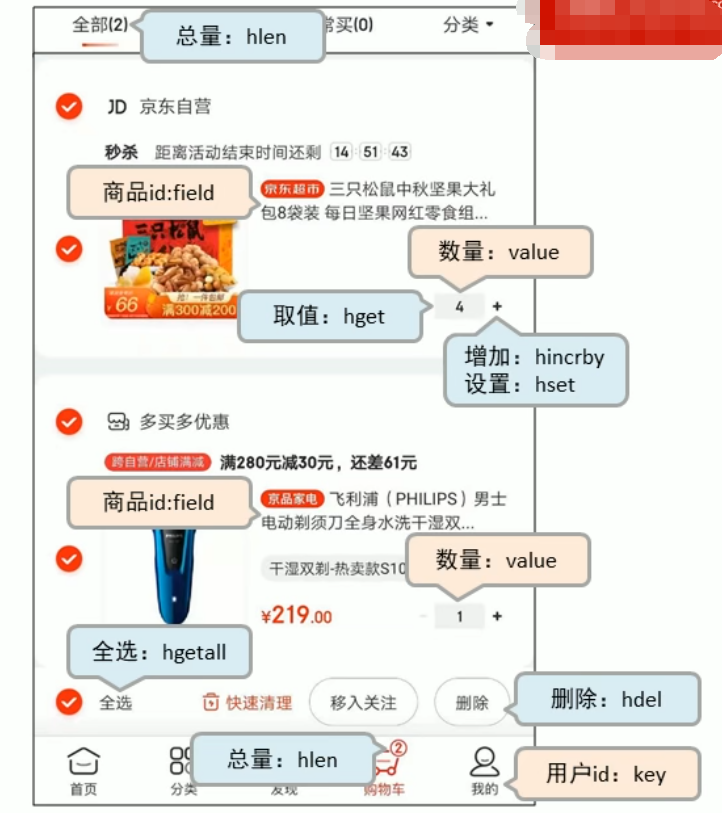 全部(2)
总量：hlen
常买(0)
分类
JD 京东自营
秒杀 距离活动结束时间还剩 14:51:43
商品id:field
京东超市 三只松鼠中秋坚果大礼
包8袋装 每日坚果网红零食组...
三只松鼠
数量：value
¥66
抢！一件包邮
满300减200
取值：hget
4 +
增加：hincrby
设置：hset
多买多优惠
跨自营/店铺满减 满280元减30元，还差61元
商品id:field
京品家电 飞利浦（PHILIPS）男士
电动剃须刀全身水洗干湿双...
数量：value
干湿双剃-热卖款S10
¥219.00
- 1 +
全选：hgetall
全选
快速清理
移入关注
删除
删除：hdel
总量：hlen
2
用户id：key
首页
分类
发现
购物车
我的